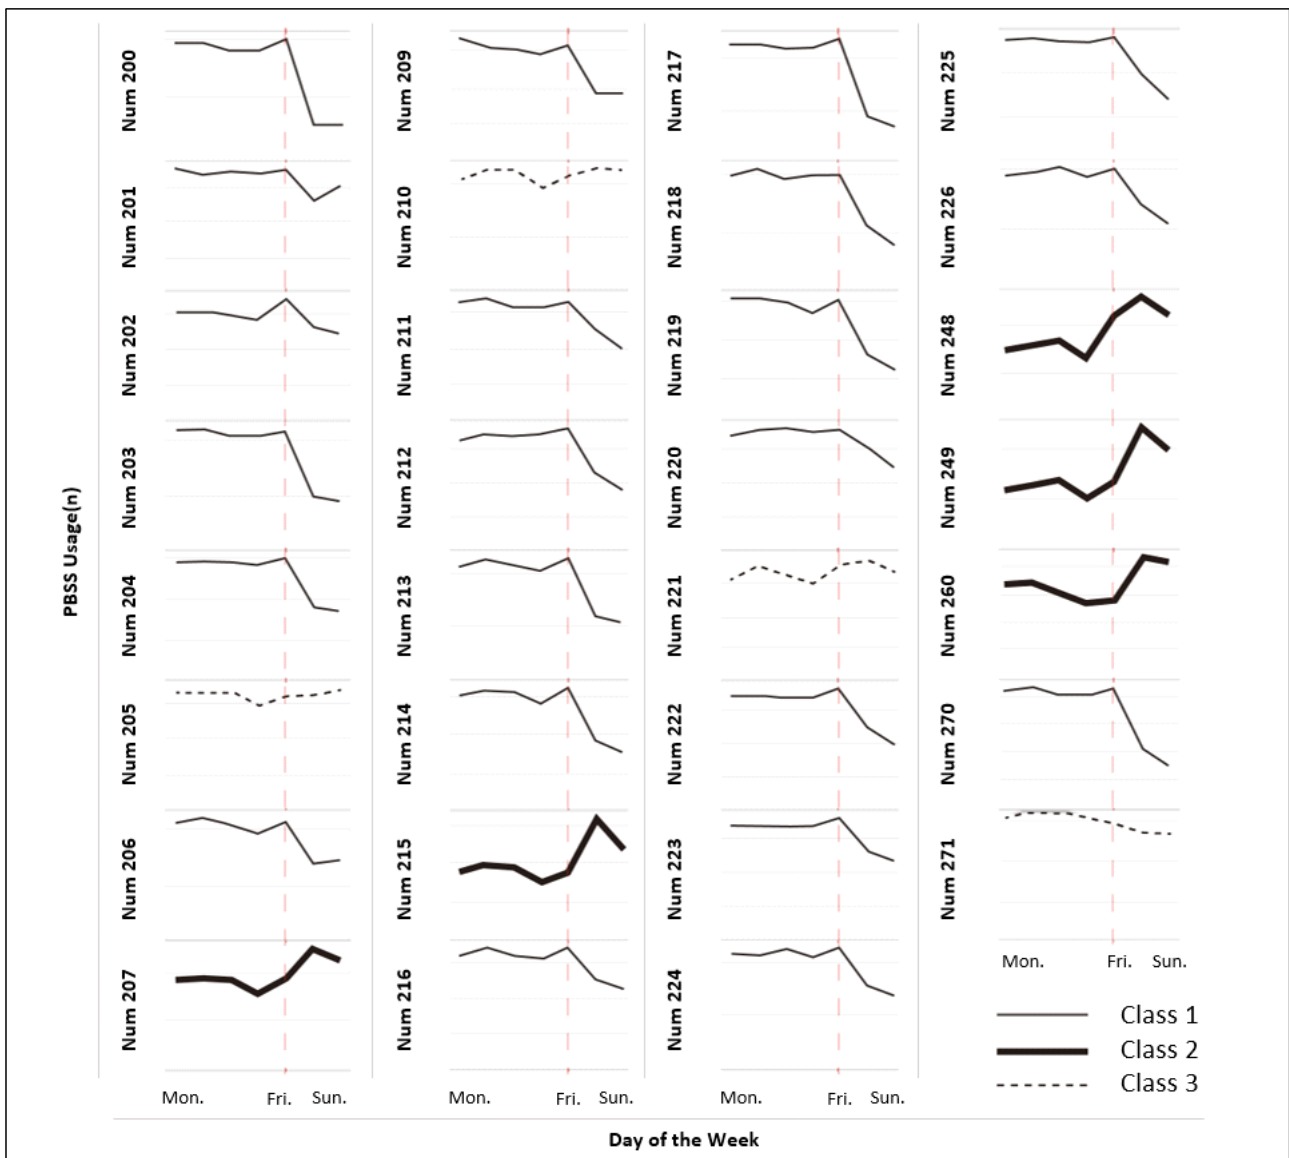 PBSS Usage(n)
Num 200
Num 201
Num 202
Num 203
Num 204
Num 205
Num 206
Num 207
Mon. Fri. Sun.
Num 209
Num 210
Num 211
Num 212
Num 213
Num 214
Num 215
Num 216
Mon. Fri. Sun.
Num 217
Num 218
Num 219
Num 220
Num 221
Num 222
Num 223
Num 224
Mon. Fri. Sun.
Num 225
Num 226
Num 248
Num 249
Num 260
Num 270
Num 271
Mon. Fri. Sun.
Class 1
Class 2
Class 3
Day of the Week